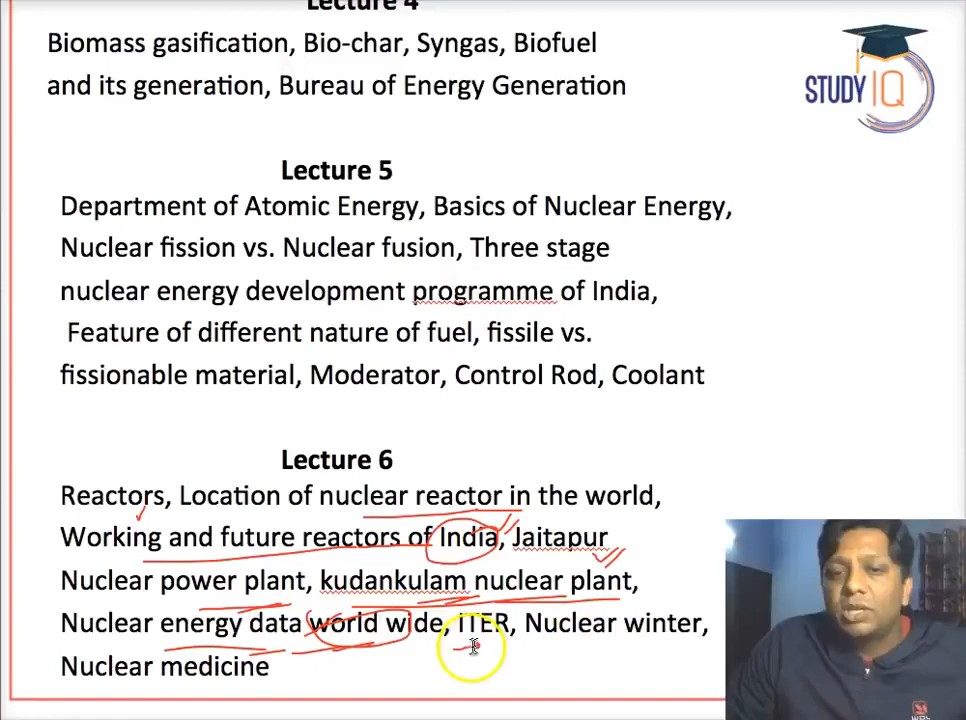 Lecture 4
Biomass gasification, Bio-char, Syngas, Biofuel
and its generation, Bureau of Energy Generation
STUDY IQ
Lecture 5
Department of Atomic Energy, Basics of Nuclear Energy,
Nuclear fission vs. Nuclear fusion, Three stage
nuclear energy development programme of India,
Feature of different nature of fuel, fissile vs.
fissionable material, Moderator, Control Rod, Coolant
Lecture 6
Reactors, Location of nuclear reactor in the world,
Working and future reactors of India, Jaitapur
Nuclear power plant, kudankulam nuclear plant,
Nuclear energy data world wide, ITER, Nuclear winter,
Nuclear medicine